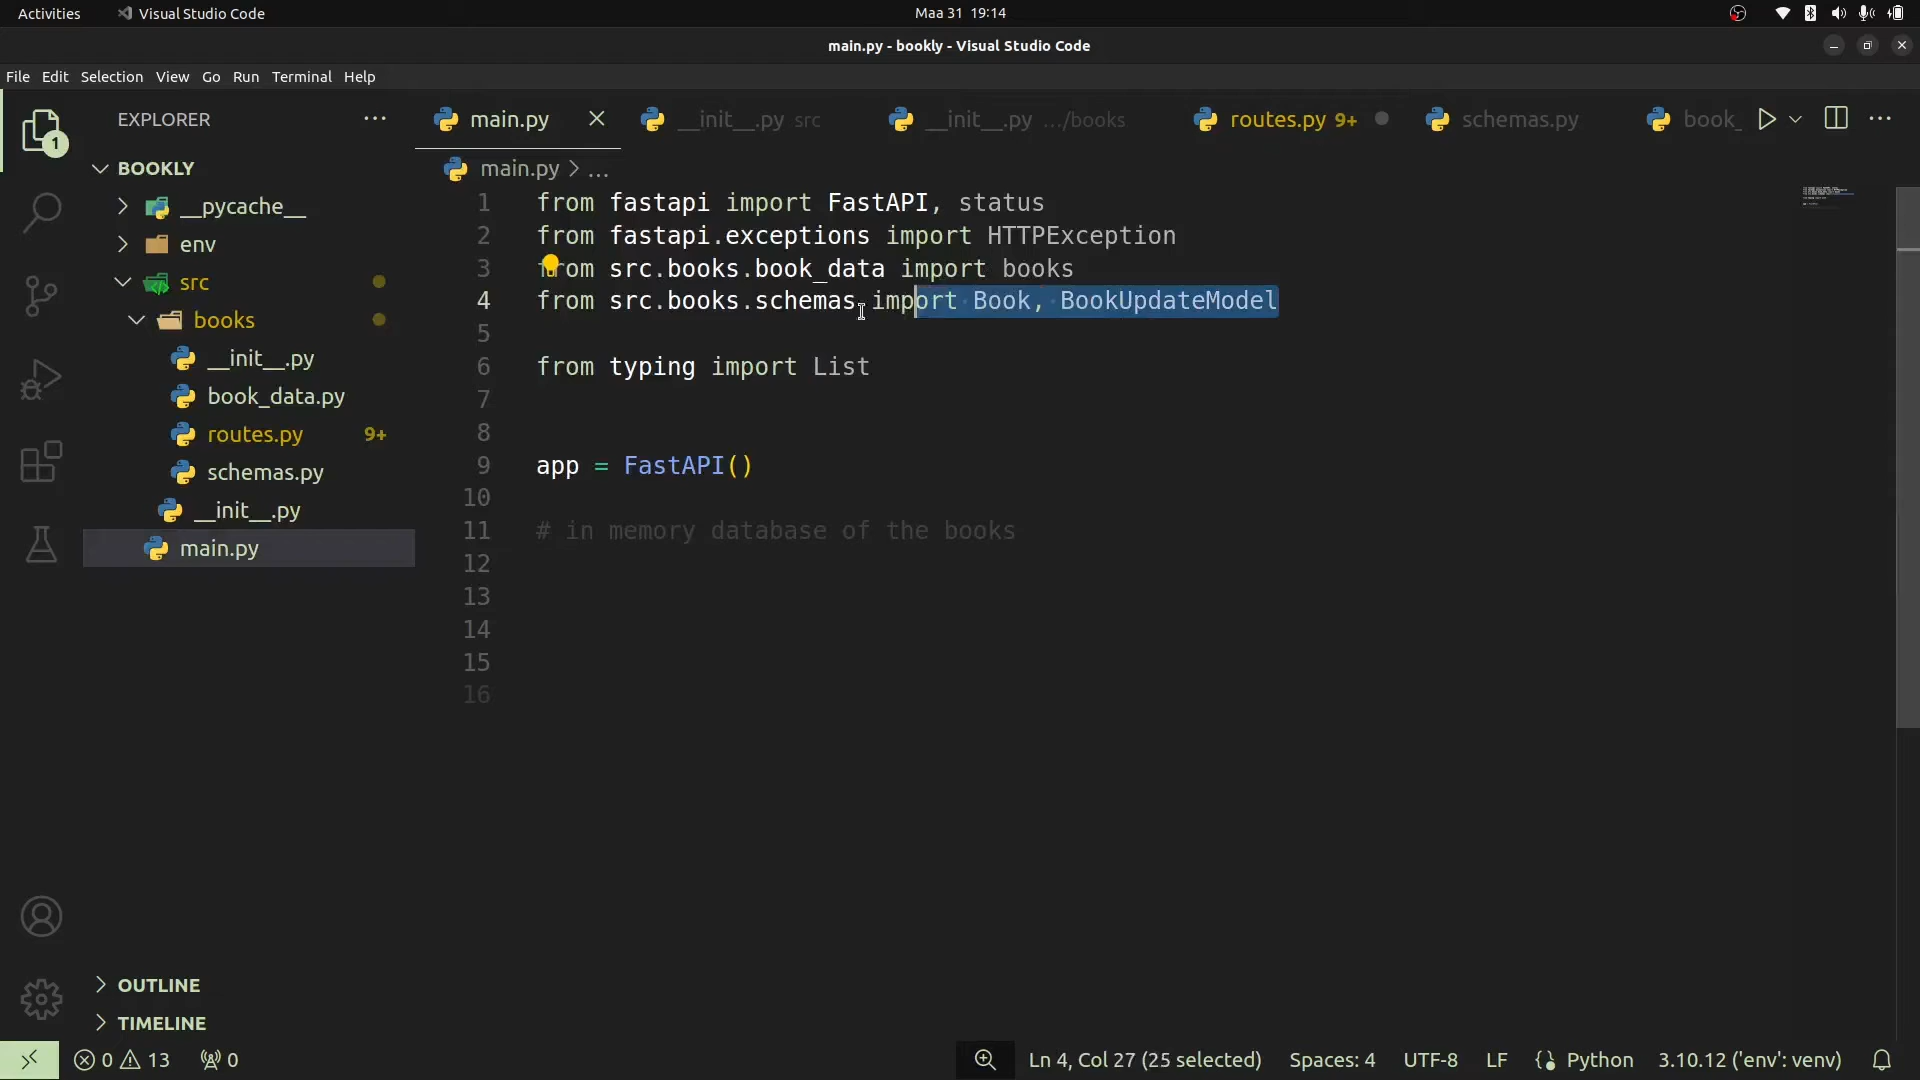 Activities
Visual Studio Code
Maa 31 19:14
main.py - bookly - Visual Studio Code
File Edit Selection View Go Run Terminal Help
1
EXPLORER
BOOKLY
__pycache__
env
src
books
__init__.py
book_data.py
routes.py 9+
schemas.py
__init__.py
main.py
OUTLINE
TIMELINE
main.py
__init__.py src
__init__.py .../books
routes.py 9+
schemas.py
book_
main.py > ...
1 from fastapi import FastAPI, status
2 from fastapi.exceptions import HTTPException
3 from src.books.book_data import books
4 from src.books.schemas import Book, BookUpdateModel
5
6 from typing import List
7
8
9 app = FastAPI()
10
11 # in memory database of the books
12
13
14
15
16
0 13 0
Ln 4, Col 27 (25 selected) Spaces: 4 UTF-8 LF Python 3.10.12 ('env': venv)